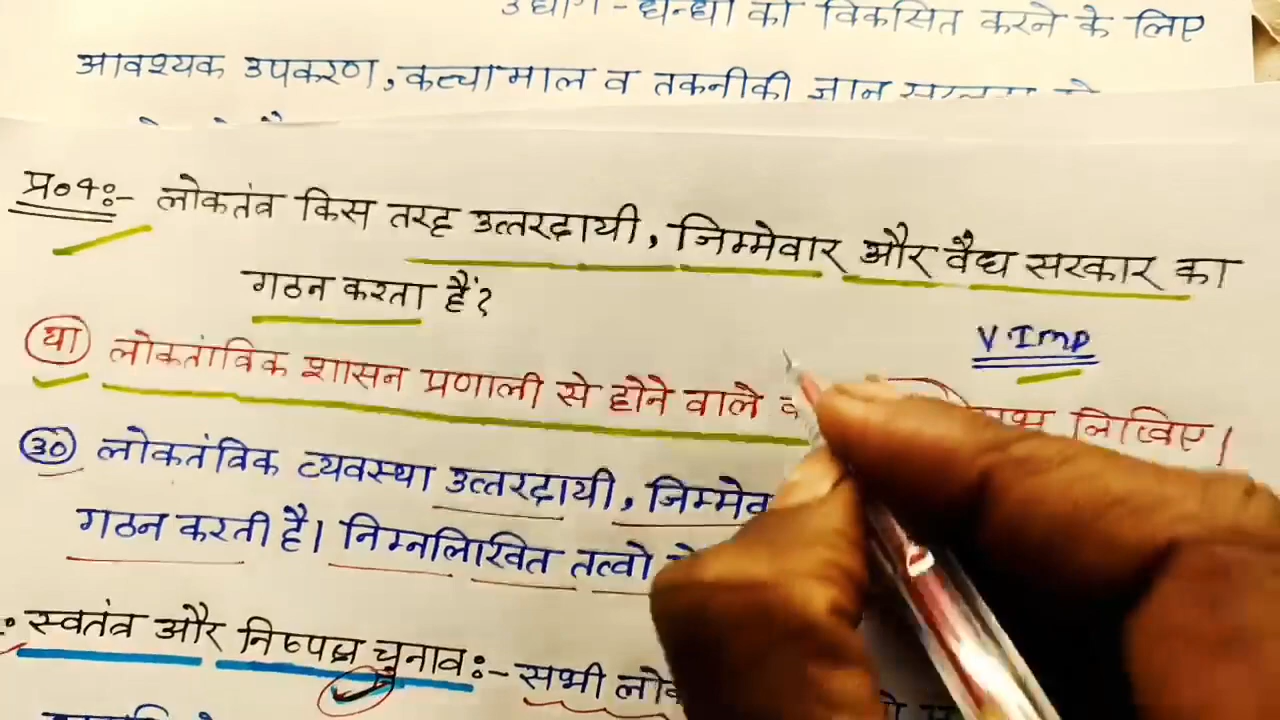 उद्योग-धन्धों को विकसित करने के लिए
आवश्यक उपकरण, कच्चामाल व तकनीकी ज्ञान
प्र०१:- लोकतंत्र किस तरह उत्तरदायी, जिम्मेवार और वैध सरकार का
गठन करता हैं?
V.Imp
(या) लोकतांत्रिक शासन प्रणाली से होने वाले लिखिए।
(उ०) लोकतंत्रिक व्यवस्था उत्तरदायी,
गठन करती है। निम्नलिखित तत्वो
स्वतंत्र और निष्पक्ष चुनाव:- सभी